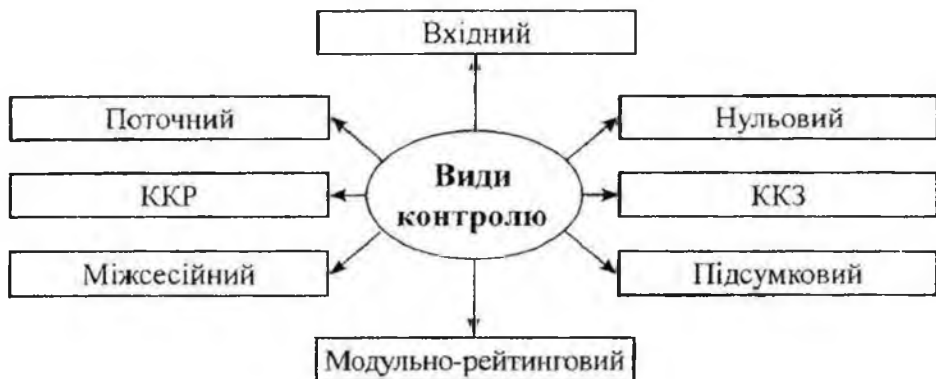 Вхідний
Поточний
Нульовий
Види
контролю
ККР
ККЗ
Міжсесійний
Підсумковий
Модульно-рейтинговий